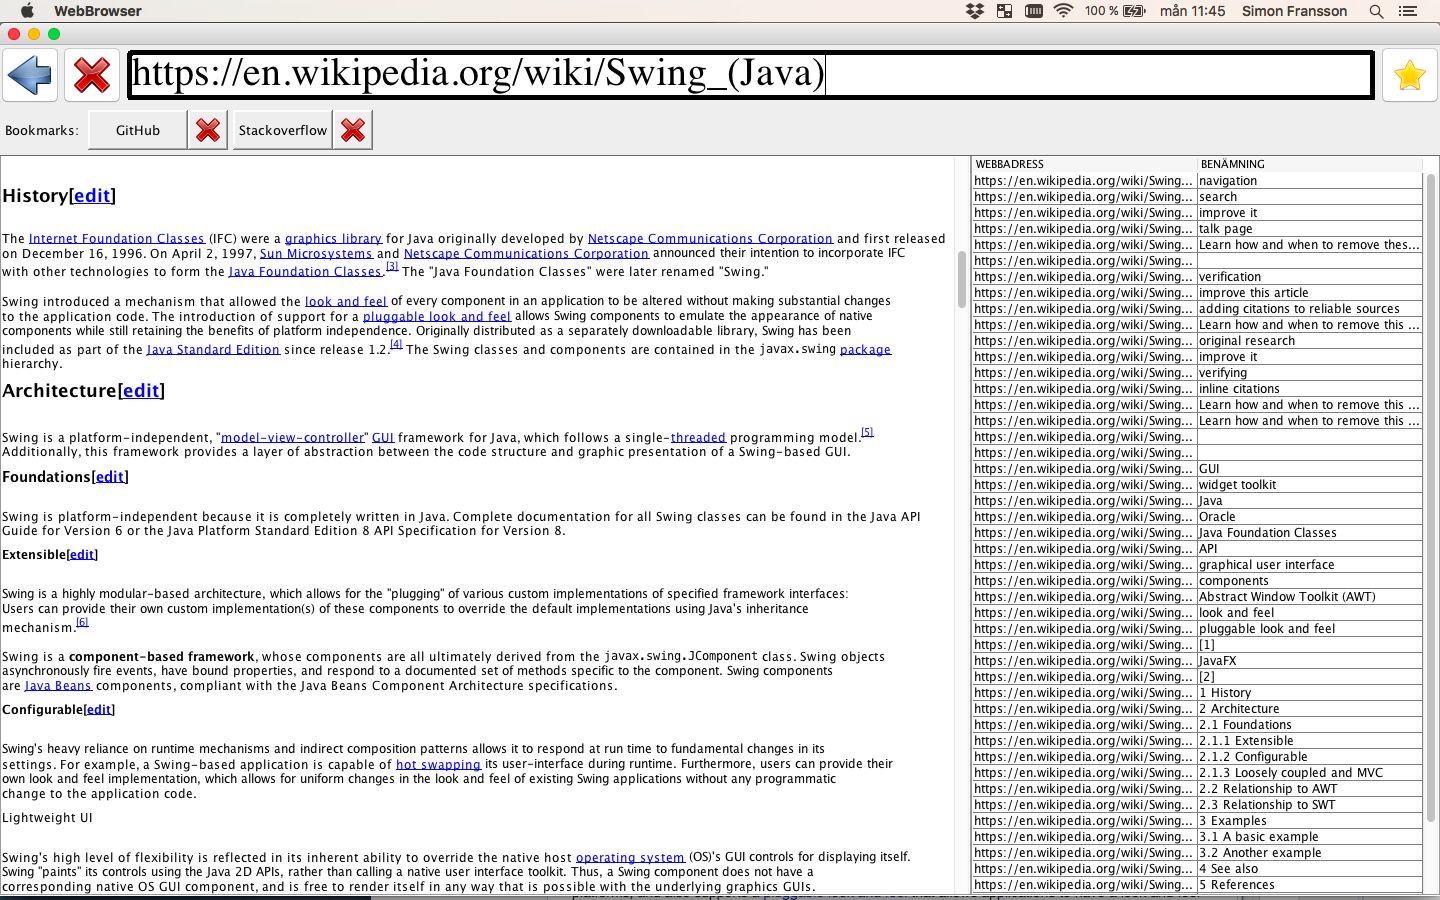 WebBrowser 100 % mån 11:45 Simon Fransson
https://en.wikipedia.org/wiki/Swing_(Java)
Bookmarks: GitHub Stackoverflow
History[edit]
The Internet Foundation Classes (IFC) were a graphics library for Java originally developed by Netscape Communications Corporation and first released
on December 16, 1996. On April 2, 1997, Sun Microsystems and Netscape Communications Corporation announced their intention to incorporate IFC
with other technologies to form the Java Foundation Classes.[3] The "Java Foundation Classes" were later renamed "Swing."
Swing introduced a mechanism that allowed the look and feel of every component in an application to be altered without making substantial changes
to the application code. The introduction of support for a pluggable look and feel allows Swing components to emulate the appearance of native
components while still retaining the benefits of platform independence. Originally distributed as a separately downloadable library, Swing has been
included as part of the Java Standard Edition since release 1.2.[4] The Swing classes and components are contained in the javax.swing package
hierarchy.
Architecture[edit]
Swing is a platform-independent, "model-view-controller" GUI framework for Java, which follows a single-threaded programming model.[5]
Additionally, this framework provides a layer of abstraction between the code structure and graphic presentation of a Swing-based GUI.
Foundations[edit]
Swing is platform-independent because it is completely written in Java. Complete documentation for all Swing classes can be found in the Java API
Guide for Version 6 or the Java Platform Standard Edition 8 API Specification for Version 8.
Extensible[edit]
Swing is a highly modular-based architecture, which allows for the "plugging" of various custom implementations of specified framework interfaces:
Users can provide their own custom implementation(s) of these components to override the default implementations using Java's inheritance
mechanism.[6]
Swing is a component-based framework, whose components are all ultimately derived from the javax.swing.JComponent class. Swing objects
asynchronously fire events, have bound properties, and respond to a documented set of methods specific to the component. Swing components
are Java Beans components, compliant with the Java Beans Component Architecture specifications.
Configurable[edit]
Swing's heavy reliance on runtime mechanisms and indirect composition patterns allows it to respond at run time to fundamental changes in its
settings. For example, a Swing-based application is capable of hot swapping its user-interface during runtime. Furthermore, users can provide their
own look and feel implementation, which allows for uniform changes in the look and feel of existing Swing applications without any programmatic
change to the application code.
Lightweight UI
Swing's high level of flexibility is reflected in its inherent ability to override the native host operating system (OS)'s GUI controls for displaying itself.
Swing "paints" its controls using the Java 2D APIs, rather than calling a native user interface toolkit. Thus, a Swing component does not have a
corresponding native OS GUI component, and is free to render itself in any way that is possible with the underlying graphics GUIs.
WEBBADRESS BENÄMNING
https://en.wikipedia.org/wiki/Swing... navigation
https://en.wikipedia.org/wiki/Swing... search
https://en.wikipedia.org/wiki/Swing... improve it
https://en.wikipedia.org/wiki/Swing... talk page
https://en.wikipedia.org/wiki/Swing... Learn how and when to remove thes...
https://en.wikipedia.org/wiki/Swing...
https://en.wikipedia.org/wiki/Swing... verification
https://en.wikipedia.org/wiki/Swing... improve this article
https://en.wikipedia.org/wiki/Swing... adding citations to reliable sources
https://en.wikipedia.org/wiki/Swing... Learn how and when to remove this ...
https://en.wikipedia.org/wiki/Swing... original research
https://en.wikipedia.org/wiki/Swing... improve it
https://en.wikipedia.org/wiki/Swing... verifying
https://en.wikipedia.org/wiki/Swing... inline citations
https://en.wikipedia.org/wiki/Swing... Learn how and when to remove this ...
https://en.wikipedia.org/wiki/Swing... Learn how and when to remove this ...
https://en.wikipedia.org/wiki/Swing...
https://en.wikipedia.org/wiki/Swing...
https://en.wikipedia.org/wiki/Swing... GUI
https://en.wikipedia.org/wiki/Swing... widget toolkit
https://en.wikipedia.org/wiki/Swing... Java
https://en.wikipedia.org/wiki/Swing... Oracle
https://en.wikipedia.org/wiki/Swing... Java Foundation Classes
https://en.wikipedia.org/wiki/Swing... API
https://en.wikipedia.org/wiki/Swing... graphical user interface
https://en.wikipedia.org/wiki/Swing... components
https://en.wikipedia.org/wiki/Swing... Abstract Window Toolkit (AWT)
https://en.wikipedia.org/wiki/Swing... look and feel
https://en.wikipedia.org/wiki/Swing... pluggable look and feel
https://en.wikipedia.org/wiki/Swing... [1]
https://en.wikipedia.org/wiki/Swing... JavaFX
https://en.wikipedia.org/wiki/Swing... [2]
https://en.wikipedia.org/wiki/Swing... 1 History
https://en.wikipedia.org/wiki/Swing... 2 Architecture
https://en.wikipedia.org/wiki/Swing... 2.1 Foundations
https://en.wikipedia.org/wiki/Swing... 2.1.1 Extensible
https://en.wikipedia.org/wiki/Swing... 2.1.2 Configurable
https://en.wikipedia.org/wiki/Swing... 2.1.3 Loosely coupled and MVC
https://en.wikipedia.org/wiki/Swing... 2.2 Relationship to AWT
https://en.wikipedia.org/wiki/Swing... 2.3 Relationship to SWT
https://en.wikipedia.org/wiki/Swing... 3 Examples
https://en.wikipedia.org/wiki/Swing... 3.1 A basic example
https://en.wikipedia.org/wiki/Swing... 3.2 Another example
https://en.wikipedia.org/wiki/Swing... 4 See also
https://en.wikipedia.org/wiki/Swing... 5 References